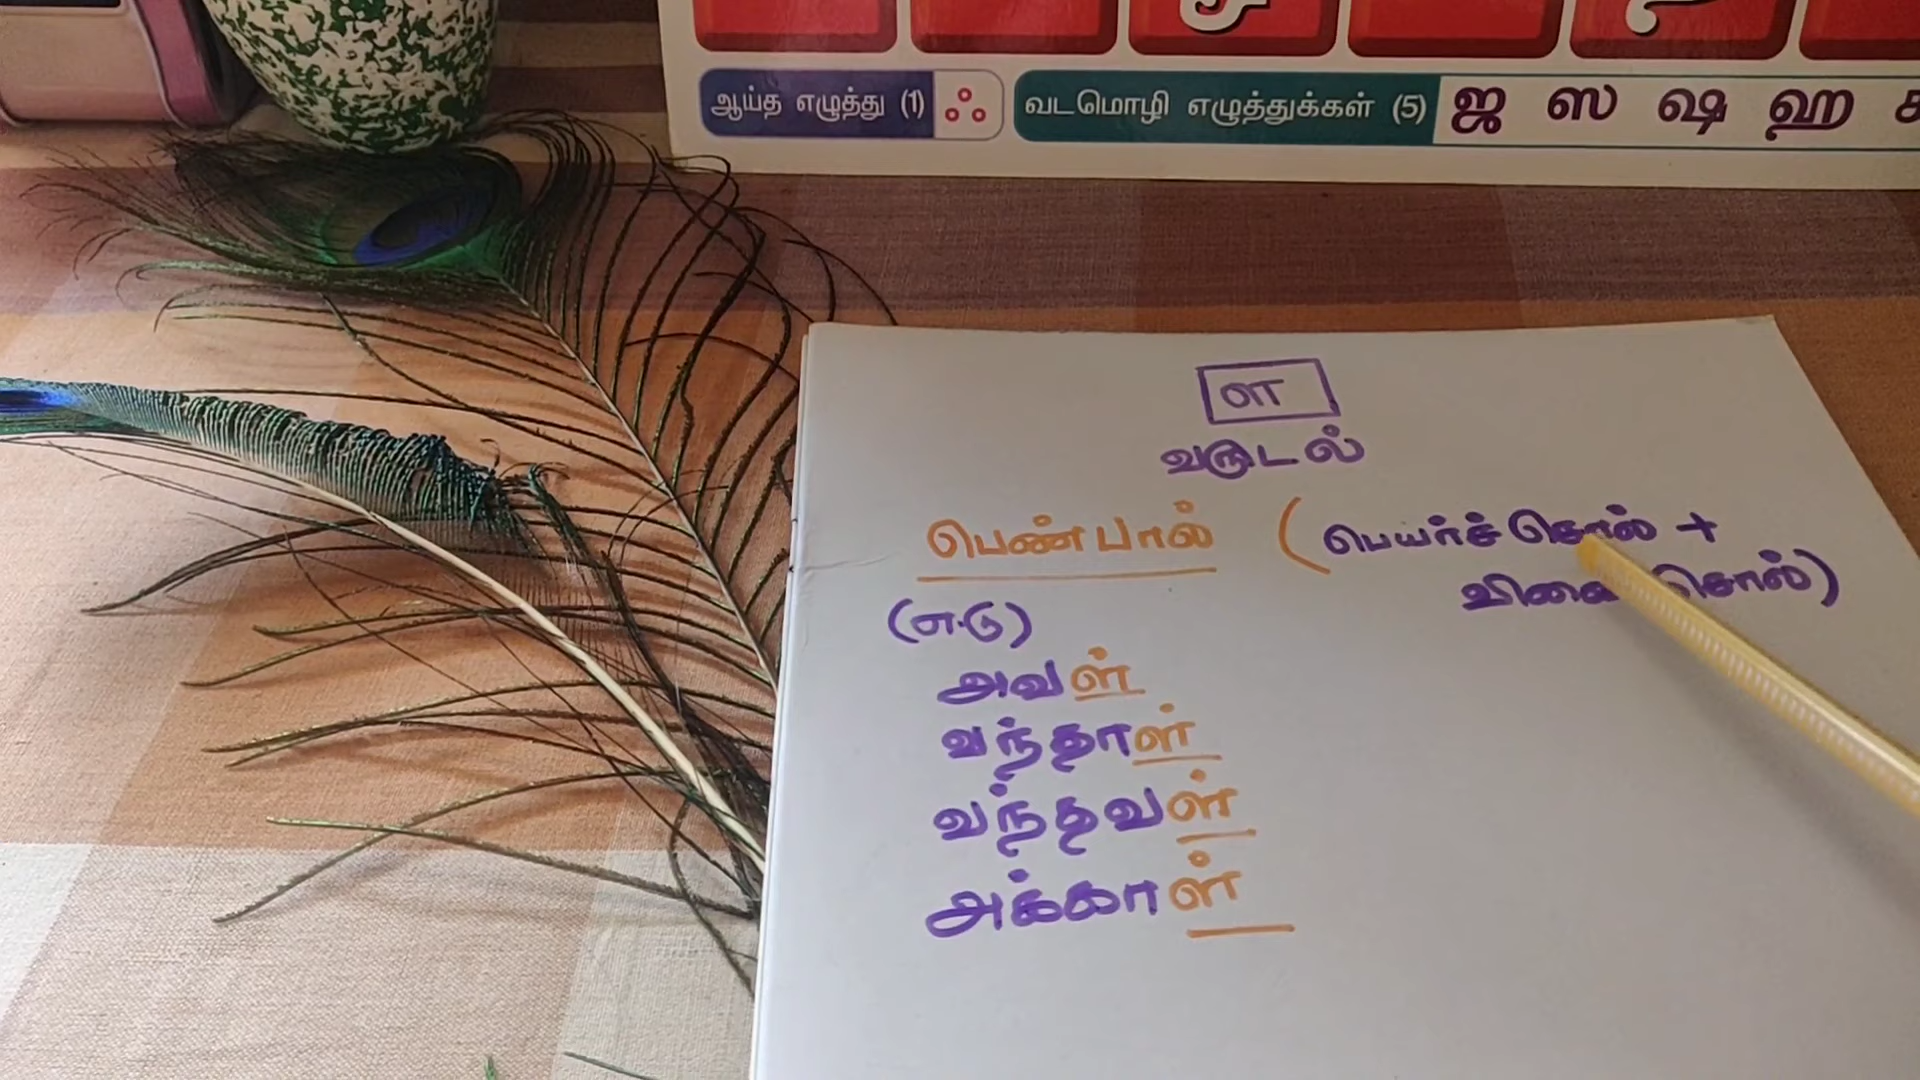 ஆய்த எழுத்து (1) ஃ வடமொழி எழுத்துக்கள் (5) ஜ ஸ ஷ ஹ
ள
வருடல்
பெண்பால் (பெயர்ச்சொல் +
வினைச்சொல்)
(எ.டு)
அவள்
வந்தாள்
வந்தவள்
அக்காள்